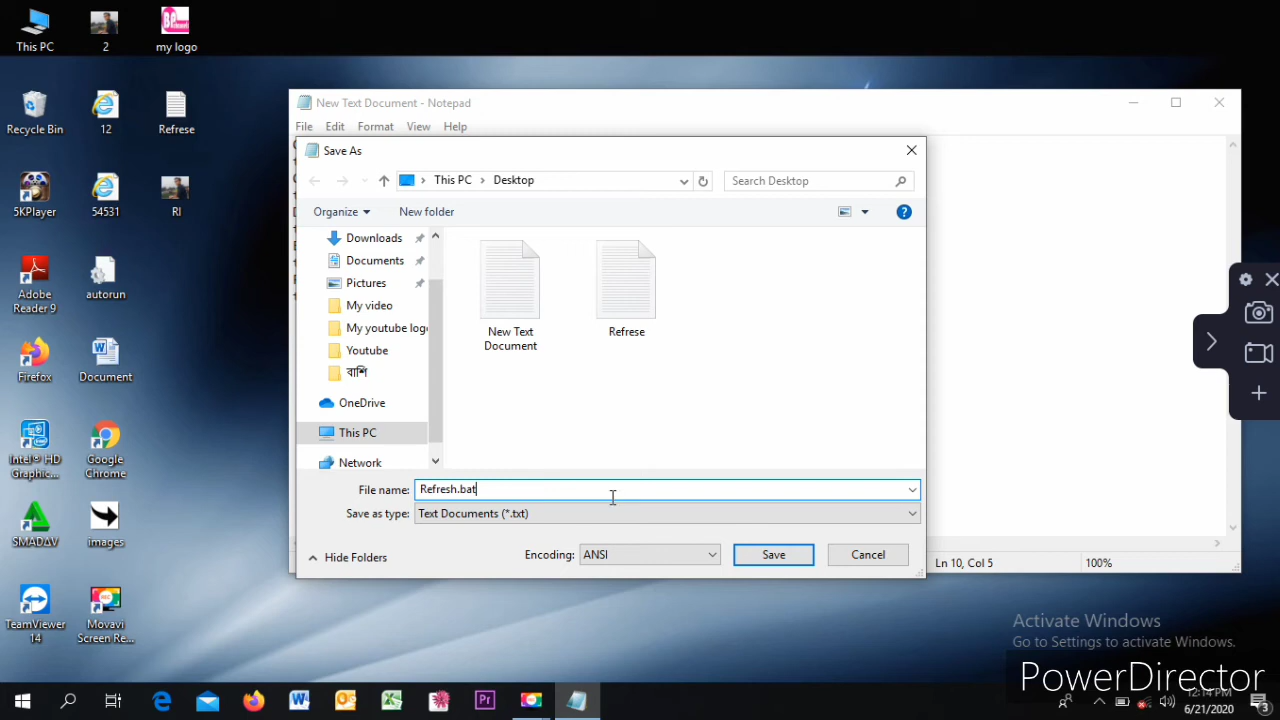 This PC
2
my logo
Recycle Bin
12
Refrese
5KPlayer
54531
RI
Adobe
Reader 9
autorun
Firefox
Document
Intel® HD
Graphic...
Google
Chrome
SMADΔV
images
TeamViewer
14
Movavi
Screen Re...
New Text Document - Notepad
File Edit Format View Help
Save As
This PC > Desktop
Search Desktop
Organize
New folder
Downloads
Documents
Pictures
My video
My youtube log
Youtube
বাশি
OneDrive
This PC
Network
New Text
Document
Refrese
File name: Refresh.bat
Save as type: Text Documents (*.txt)
Hide Folders
Encoding: ANSI
Save
Cancel
Ln 10, Col 5
100%
Activate Windows
Go to Settings to activate Windows.
PowerDirector
12:14 PM
6/21/2020
3